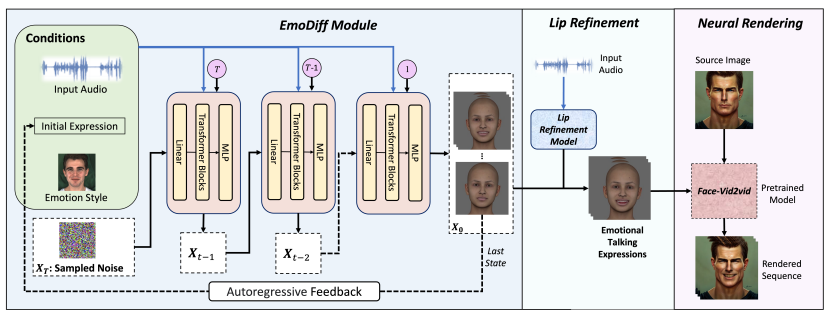 EmoDiff Module
Lip Refinement
Neural Rendering
Conditions
Input Audio
Initial Expression
Emotion Style
X_T: Sampled Noise
T
T-1
1
Linear
Transformer Blocks
MLP
Linear
Transformer Blocks
MLP
Linear
Transformer Blocks
MLP
X_{t-1}
X_{t-2}
⋮
X_0
Last
State
Autoregressive Feedback
Input
Audio
Lip
Refinement
Model
Emotional
Talking
Expressions
Source Image
Face-Vid2vid
Pretrained
Model
Rendered
Sequence